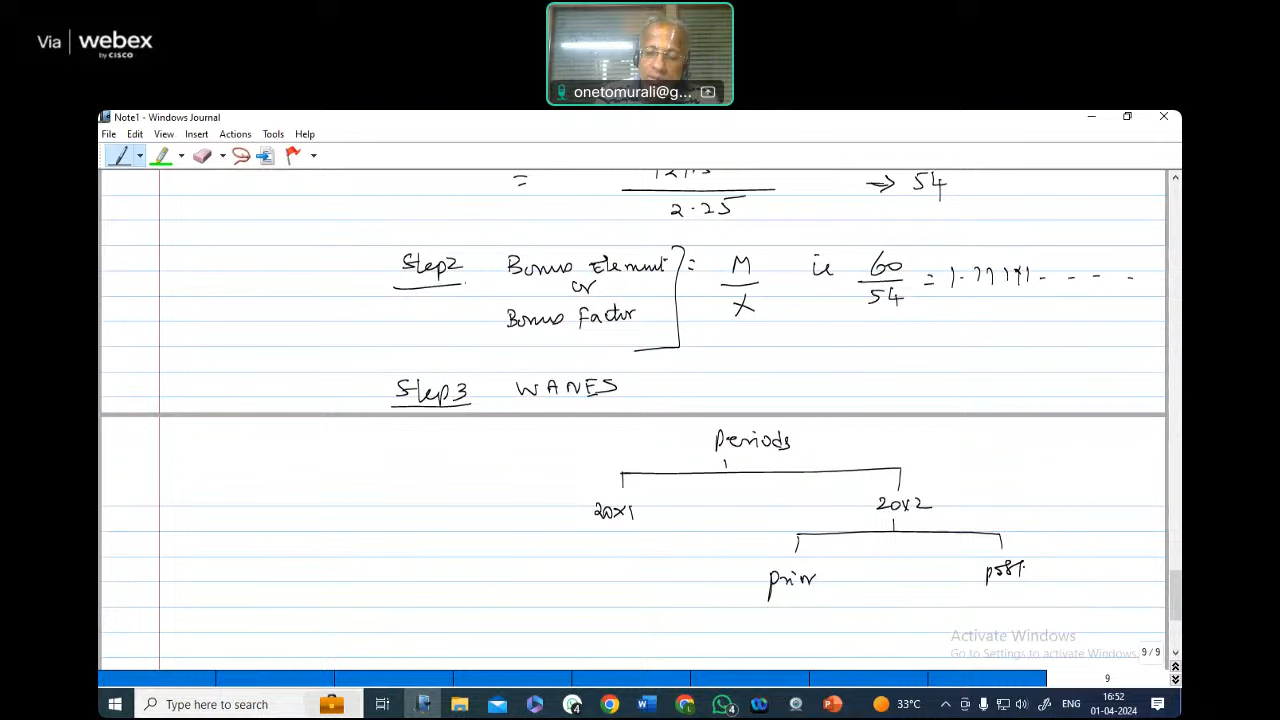 Via | webex
by CISCO
onetomurali@g...
Note1 - Windows Journal
File Edit View Insert Actions Tools Help
=
2.25
⇒ 54
Step2 Bonus Element = M ie 60 = 1.11111 - - - -
or X 54
Bonus Factor
Step3 WANES
Periods
20x1 20x2
prior post
Activate Windows
Go to Settings to activate Windows.
9 / 9
9
Type here to search
4
4
33°C
ENG
16:52
01-04-2024